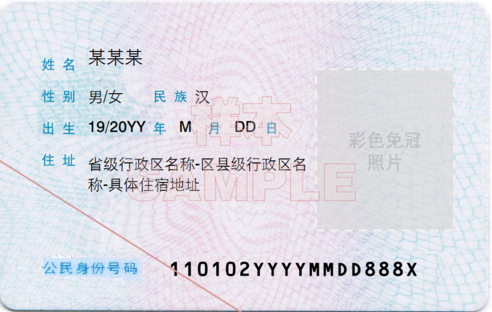 姓名 某某某
性别 男/女 民族 汉
出生 19/20YY 年 M 月 DD 日
住址 省级行政区名称-区县级行政区名
称-具体住宿地址
彩色免冠
照片
样本
SAMPLE
公民身份号码 110102YYYYMMDD888X